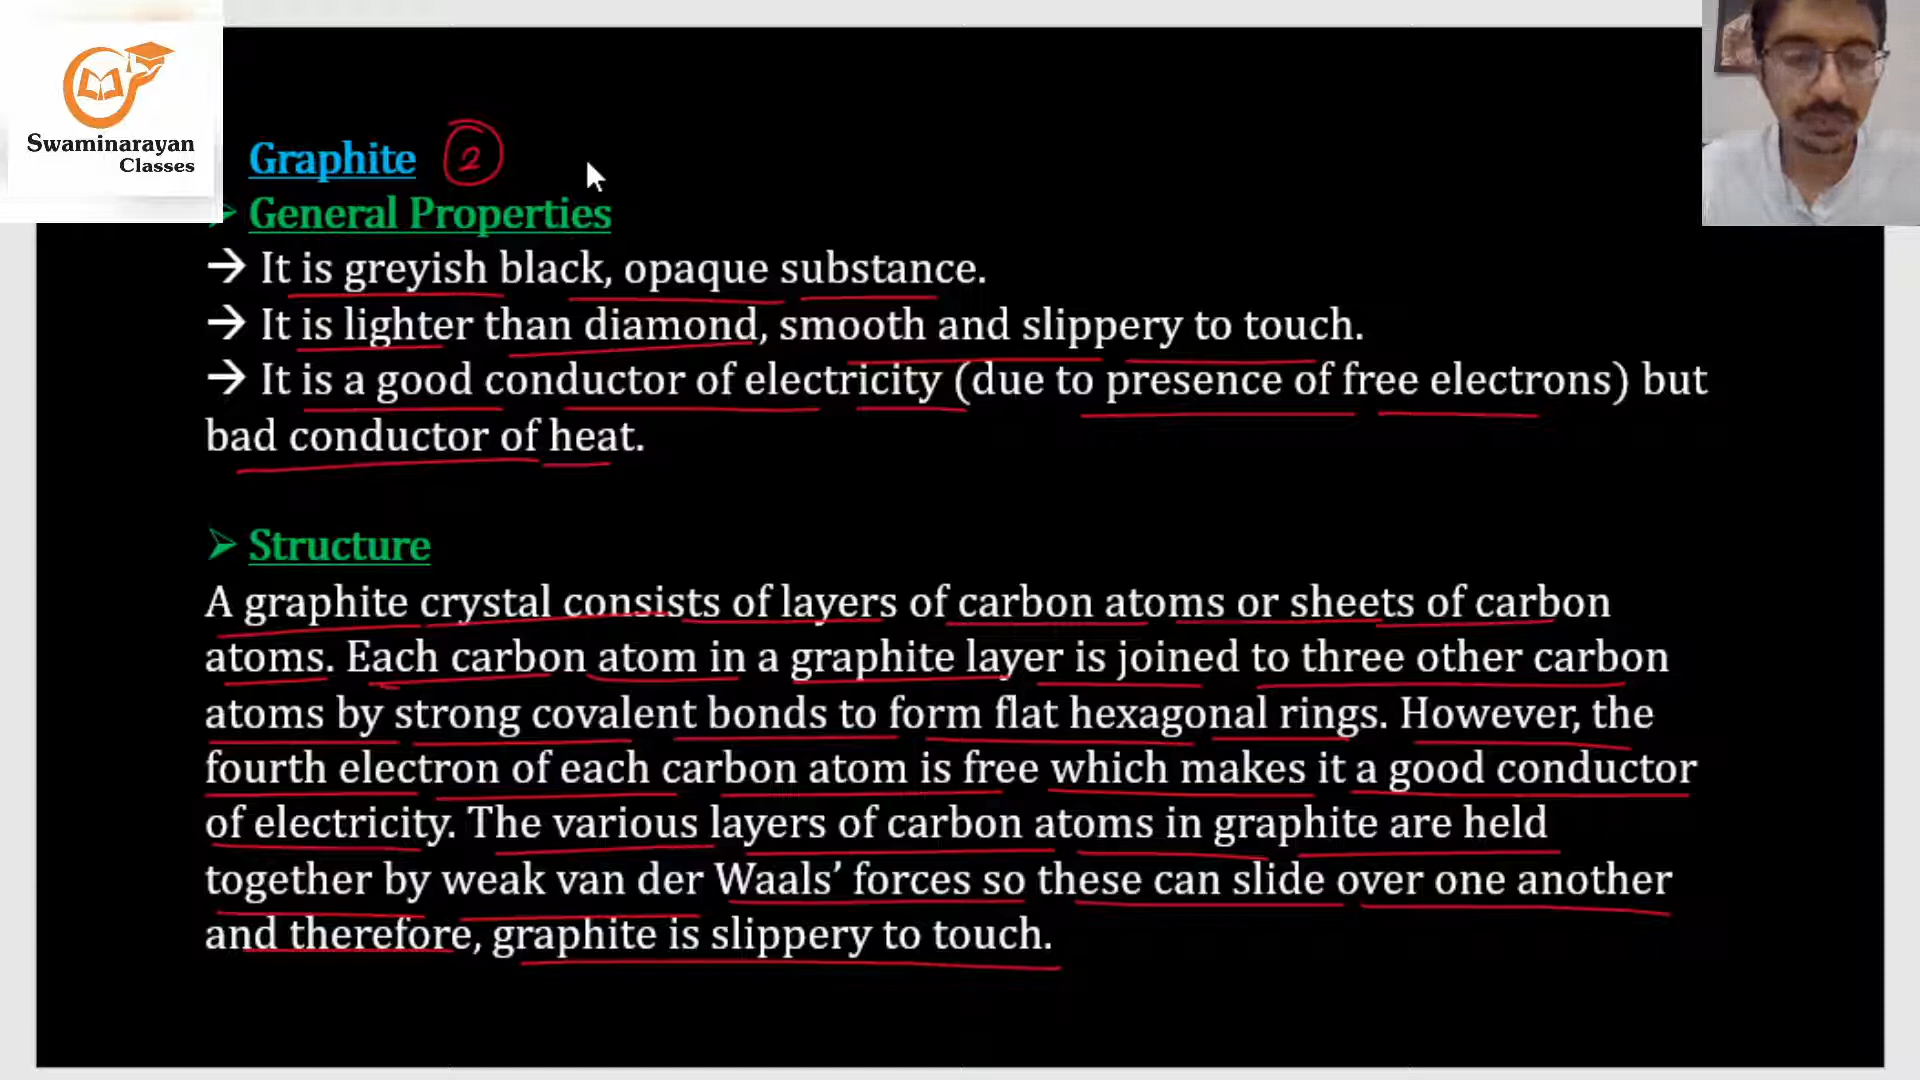 Swaminarayan
Classes
Graphite 2
➢ General Properties
→ It is greyish black, opaque substance.
→ It is lighter than diamond, smooth and slippery to touch.
→ It is a good conductor of electricity (due to presence of free electrons) but
bad conductor of heat.
➢ Structure
A graphite crystal consists of layers of carbon atoms or sheets of carbon
atoms. Each carbon atom in a graphite layer is joined to three other carbon
atoms by strong covalent bonds to form flat hexagonal rings. However, the
fourth electron of each carbon atom is free which makes it a good conductor
of electricity. The various layers of carbon atoms in graphite are held
together by weak van der Waals’ forces so these can slide over one another
and therefore, graphite is slippery to touch.